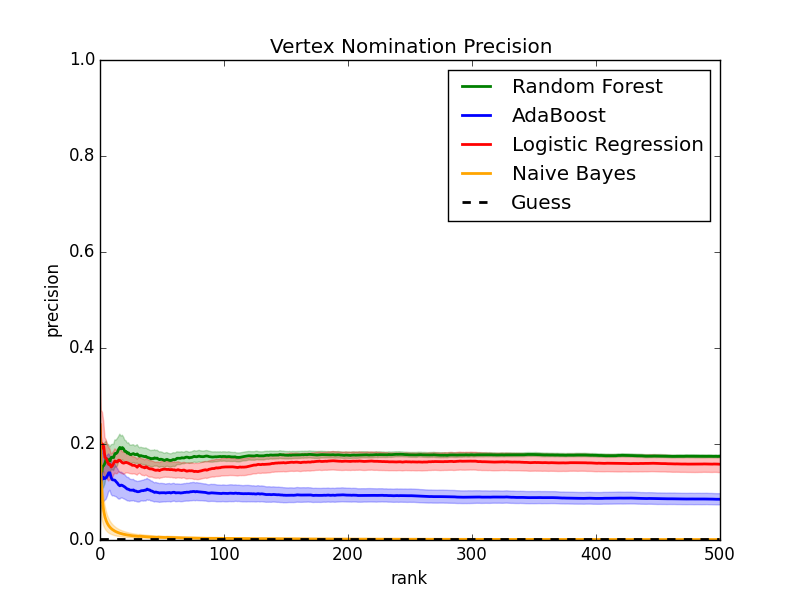 Vertex Nomination Precision
1.0
0.8
0.6
0.4
0.2
0.0
precision
Random Forest
AdaBoost
Logistic Regression
Naive Bayes
Guess
0 100 200 300 400 500
rank